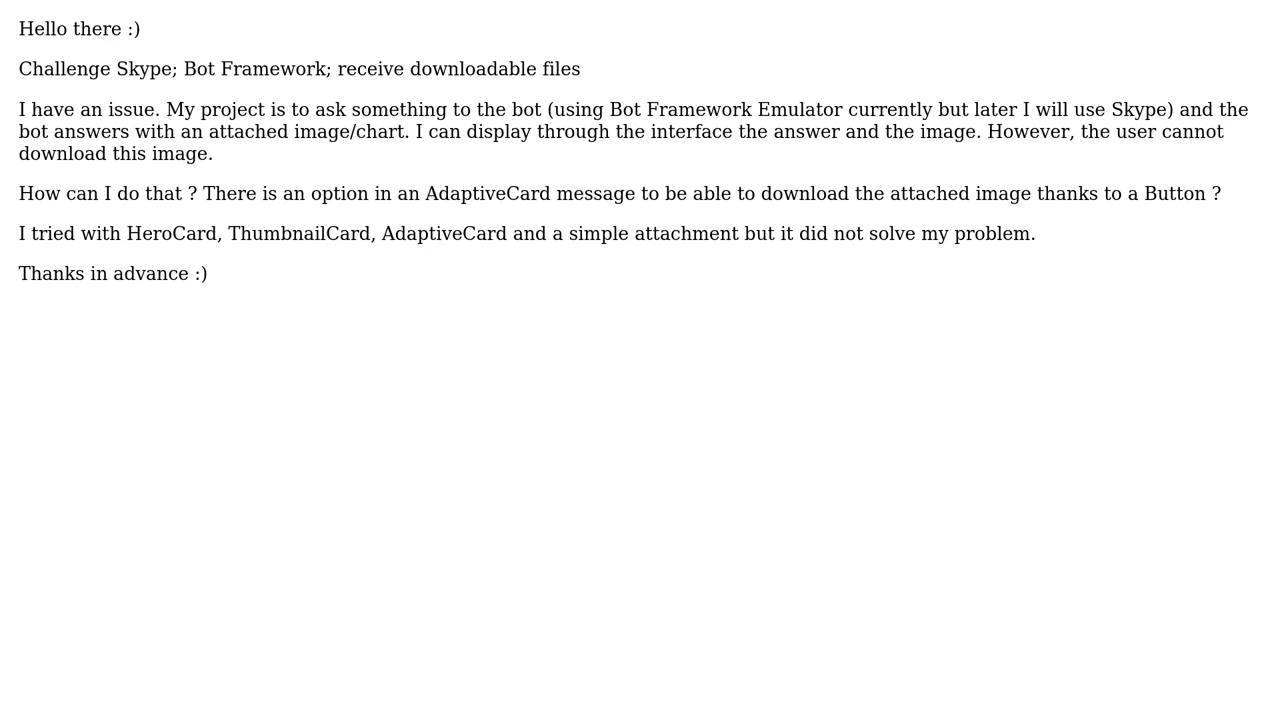 Hello there :)
Challenge Skype; Bot Framework; receive downloadable files
I have an issue. My project is to ask something to the bot (using Bot Framework Emulator currently but later I will use Skype) and the
bot answers with an attached image/chart. I can display through the interface the answer and the image. However, the user cannot
download this image.
How can I do that ? There is an option in an AdaptiveCard message to be able to download the attached image thanks to a Button ?
I tried with HeroCard, ThumbnailCard, AdaptiveCard and a simple attachment but it did not solve my problem.
Thanks in advance :)